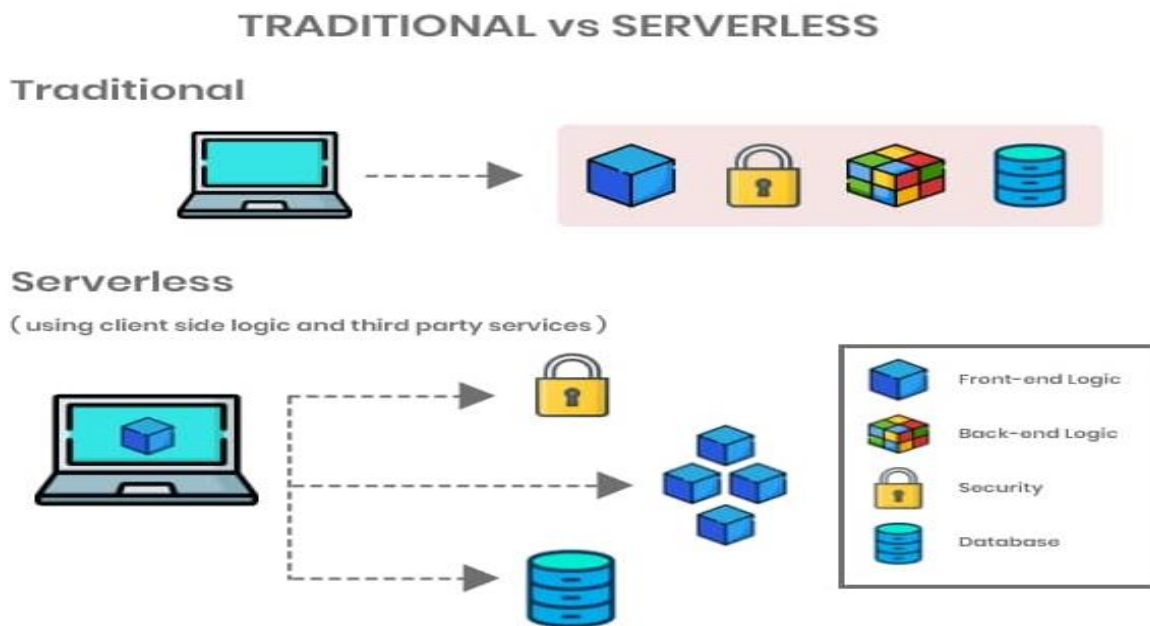 TRADITIONAL vs SERVERLESS
Traditional
Serverless
( using client side logic and third party services )
Front-end Logic
Back-end Logic
Security
Database